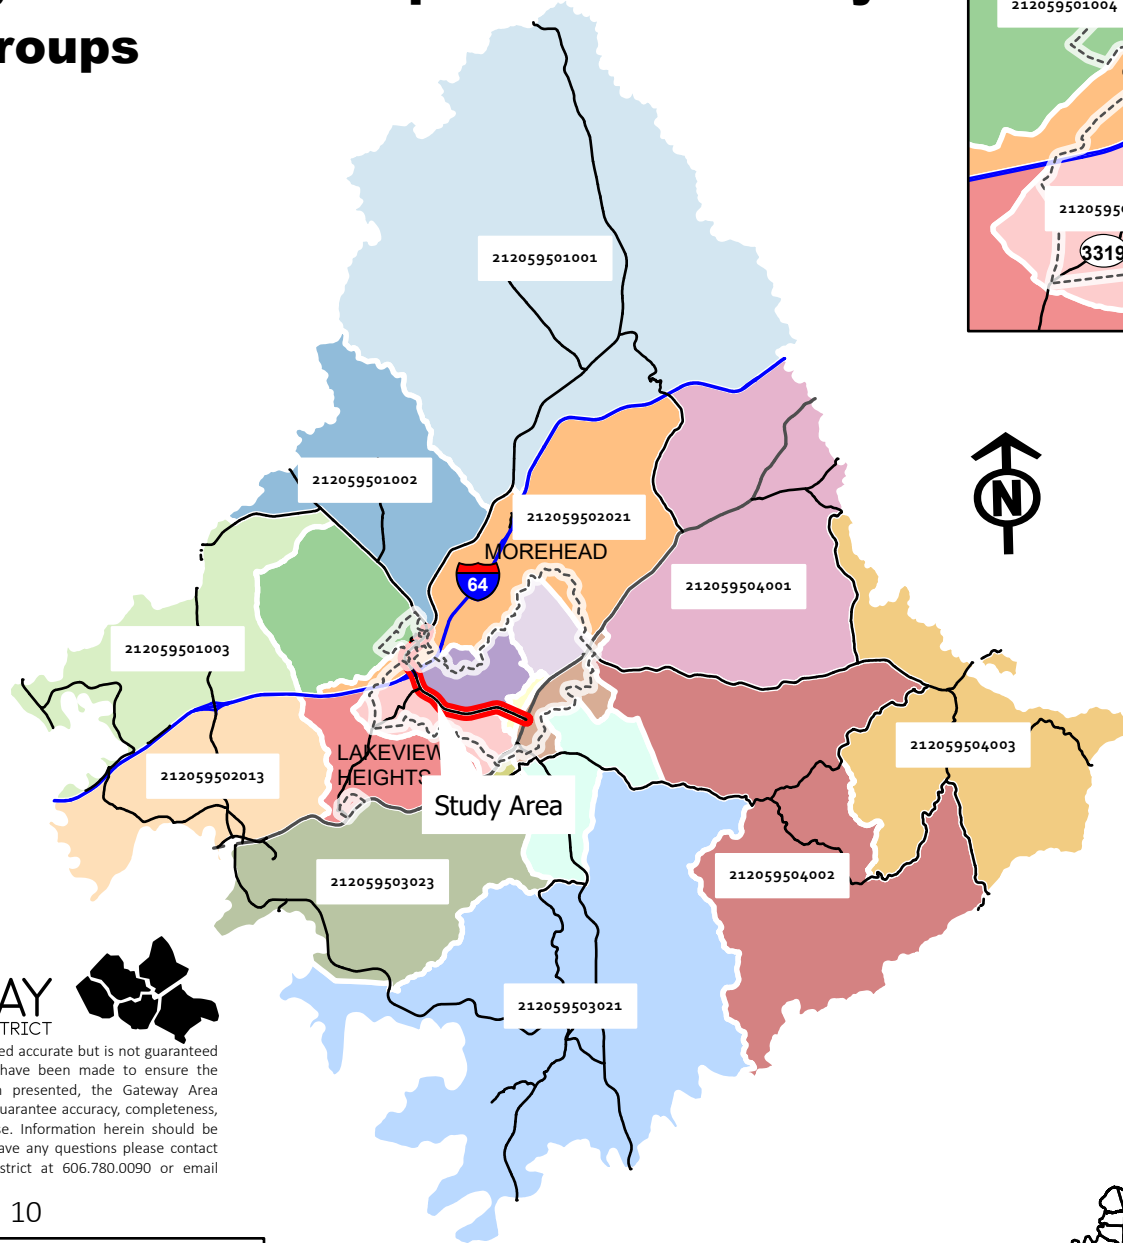 roups
212059501004
3319
212059501001
212059501002
212059502021
MOREHEAD
64
N
212059504001
212059501003
212059504003
212059502013
LAKEVIEW
HEIGHTS
Study Area
212059503023
212059504002
212059503021
AY
TRICT
ed accurate but is not guaranteed
have been made to ensure the
presented, the Gateway Area
uarantee accuracy, completeness,
se. Information herein should be
ave any questions please contact
strict at 606.780.0090 or email
10